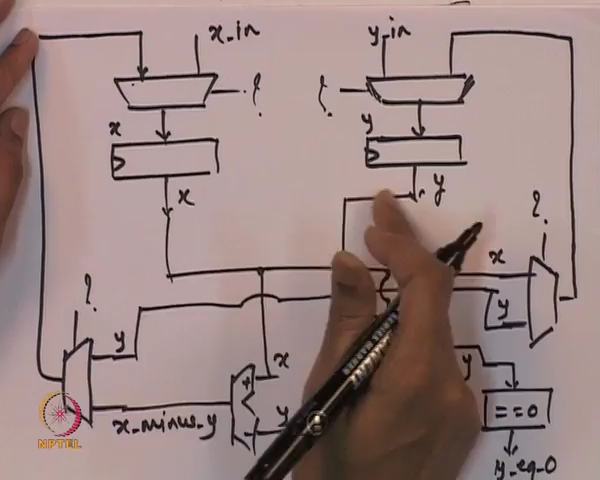 x_in
y_in
?
?
x
y
x
y
?
x
?
y
y
x
+
y
y
x_minus_y
==0
y_eq_0
NPTEL